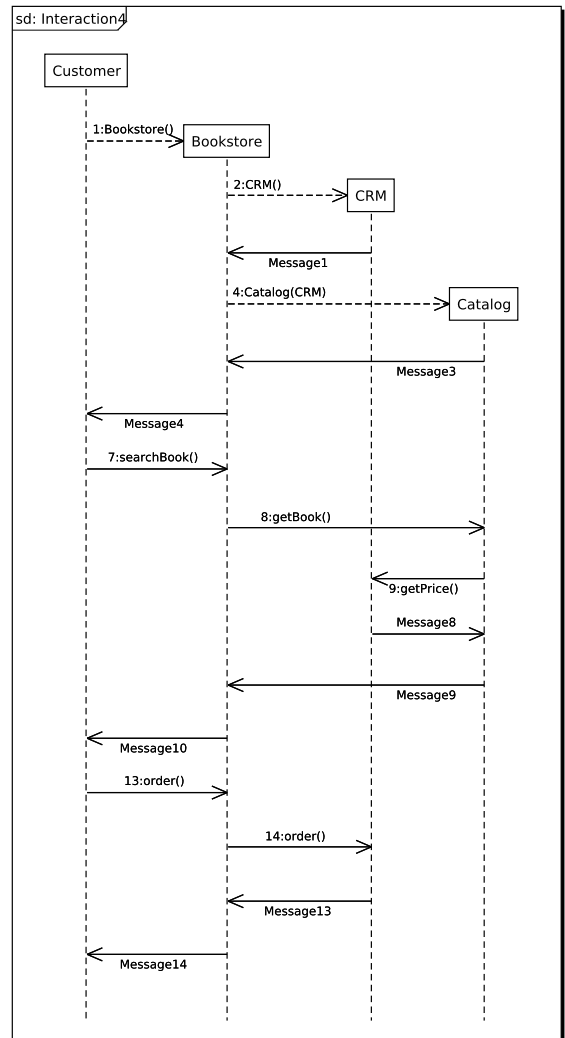 sd: Interaction4
Customer
1:Bookstore()
Bookstore
2:CRM()
CRM
Message1
4:Catalog(CRM)
Catalog
Message3
Message4
7:searchBook()
8:getBook()
9:getPrice()
Message8
Message9
Message10
13:order()
14:order()
Message13
Message14